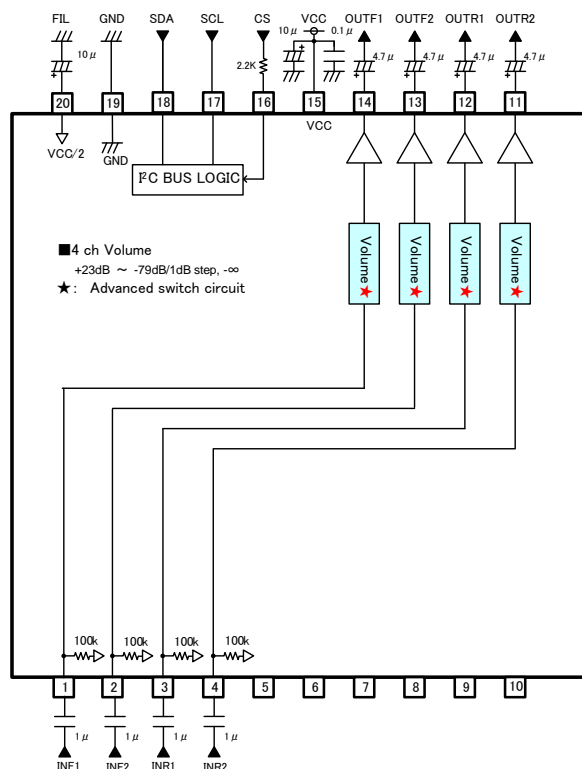 FIL GND SDA SCL CS VCC OUTF1 OUTF2 OUTR1 OUTR2
10μ 2.2K 10μ 0.1μ 4.7μ 4.7μ 4.7μ 4.7μ
+ + + + + +
20 19 18 17 16 15 14 13 12 11
VCC/2 GND VCC
I²C BUS LOGIC
■4 ch Volume
+23dB ~ -79dB/1dB step, -∞
★: Advanced switch circuit
Volume★ Volume★ Volume★ Volume★
100k 100k 100k 100k
1 2 3 4 5 6 7 8 9 10
1μ 1μ 1μ 1μ
INF1 INF2 INR1 INR2